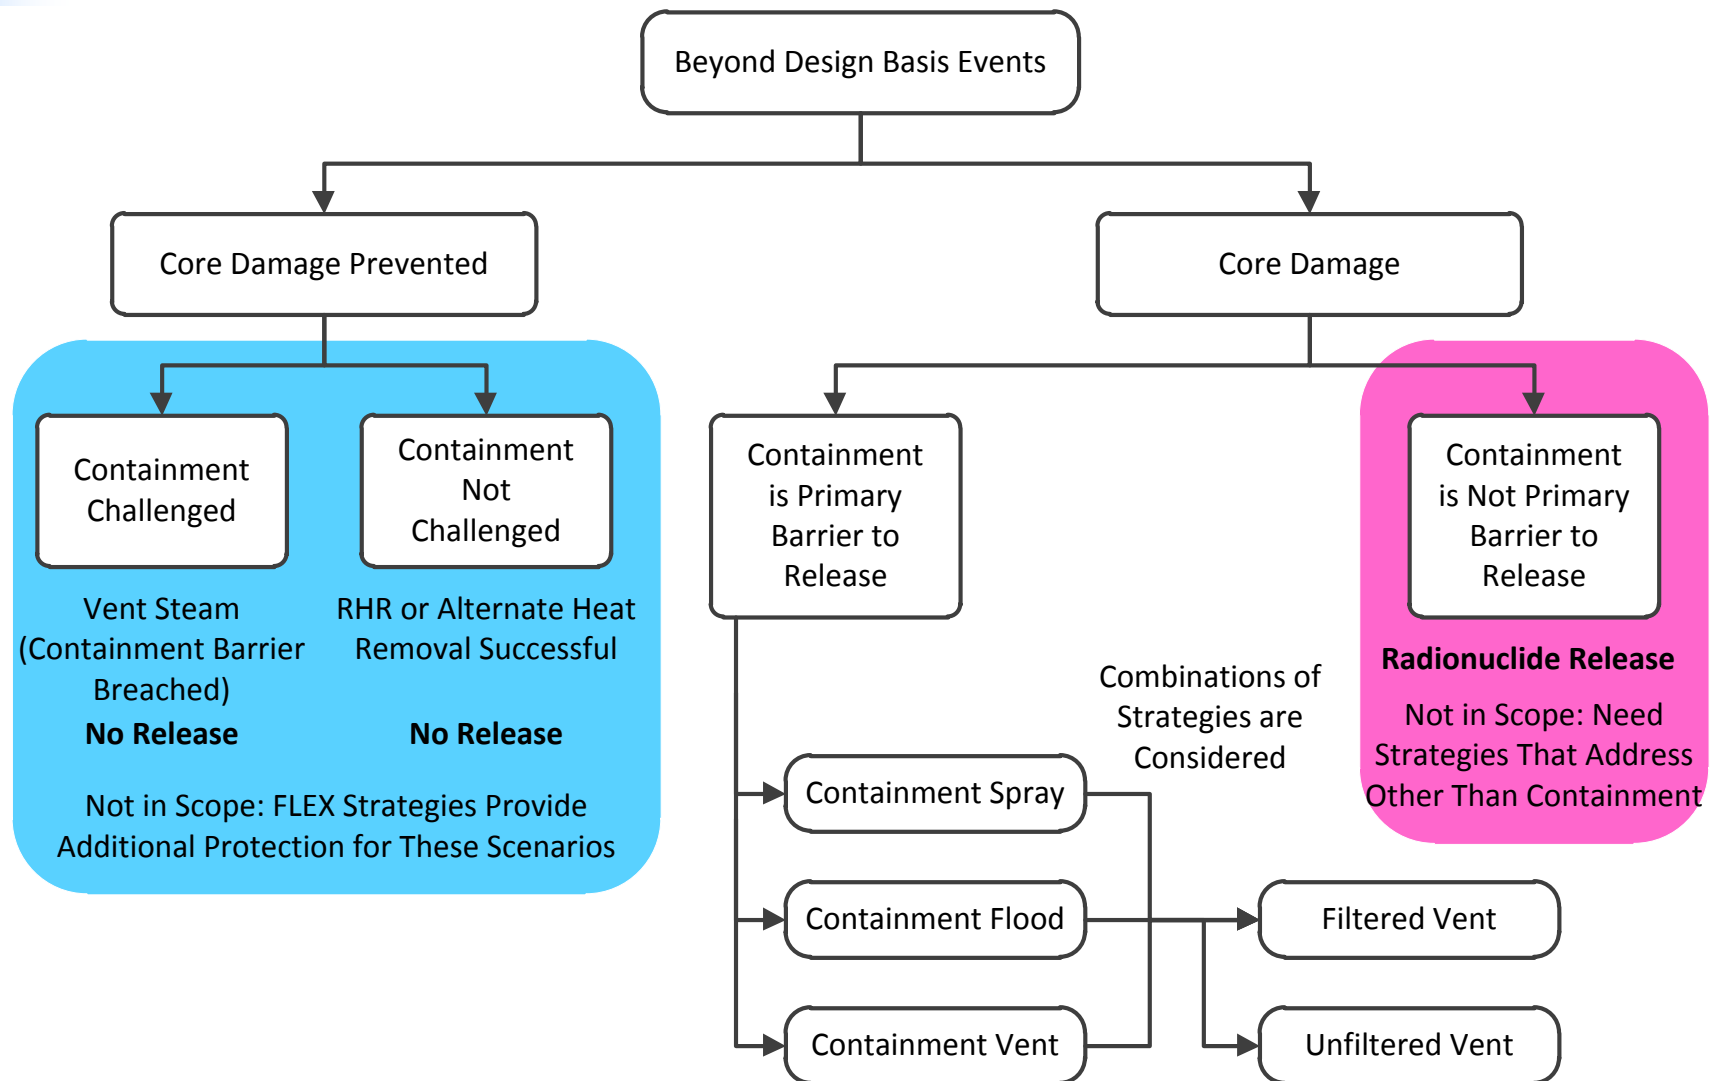 Beyond Design Basis Events
Core Damage Prevented
Core Damage
Containment
Challenged
Containment
Not
Challenged
Containment
is Primary
Barrier to
Release
Containment
is Not Primary
Barrier to
Release
Vent Steam
(Containment Barrier
Breached)
No Release
RHR or Alternate Heat
Removal Successful
No Release
Not in Scope: FLEX Strategies Provide
Additional Protection for These Scenarios
Combinations of
Strategies are
Considered
Radionuclide Release
Not in Scope: Need
Strategies That Address
Other Than Containment
Containment Spray
Containment Flood
Containment Vent
Filtered Vent
Unfiltered Vent